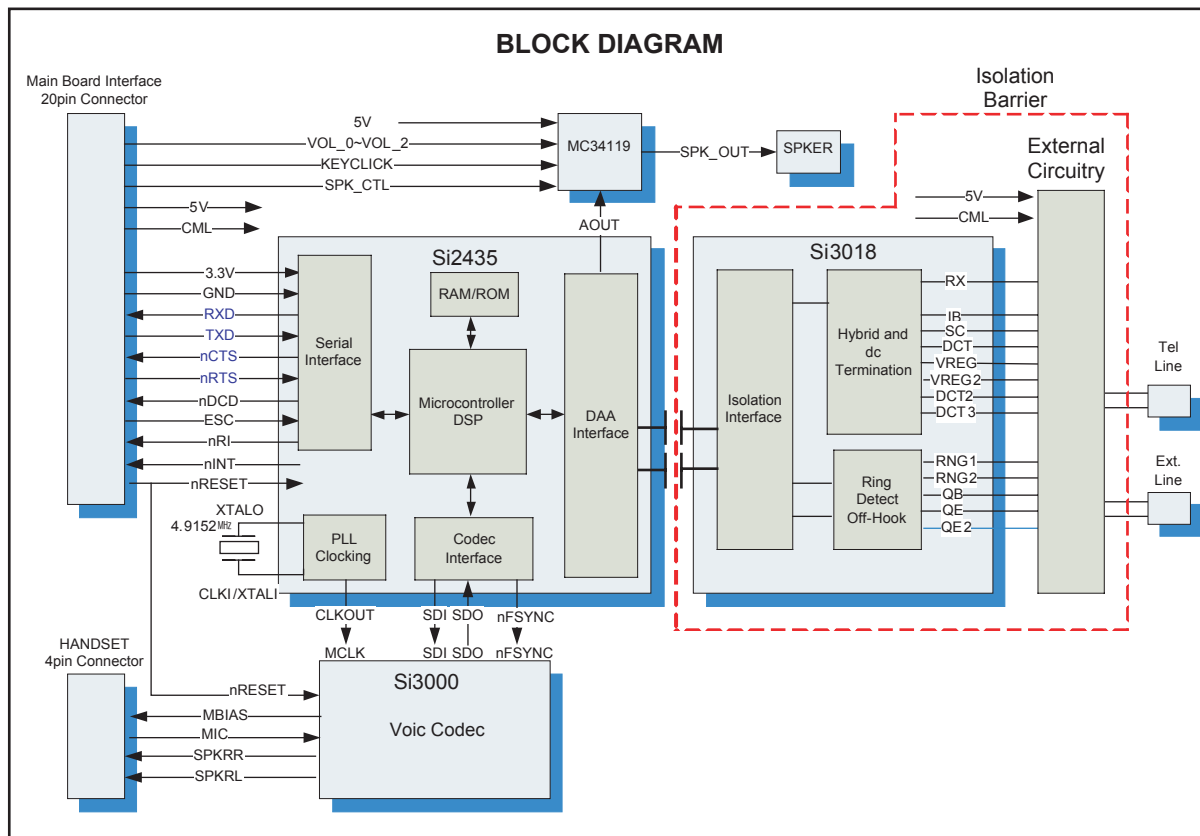 BLOCK DIAGRAM
Main Board Interface
20pin Connector
Isolation
Barrier
5V
VOL_0~VOL_2
KEYCLICK
SPK_CTL
MC34119
SPK_OUT
SPKER
External
Circuitry
5V
CML
AOUT
5V
CML
Si2435
Si3018
3.3V
GND
RXD
TXD
nCTS
nRTS
nDCD
ESC
nRI
nINT
nRESET
Serial
Interface
RAM/ROM
Microcontroller
DSP
DAA
Interface
Isolation
Interface
Hybrid and
dc
Termination
RX
IB
SC
DCT
VREG
VREG2
DCT2
DCT3
Ring
Detect
Off-Hook
RNG1
RNG2
QB
QE
QE2
Tel
Line
Ext.
Line
XTALO
4.9152MHz
CLKI/XTALI
PLL
Clocking
Codec
Interface
CLKOUT
SDI
SDO
nFSYNC
MCLK
SDI
SDO
nFSYNC
HANDSET
4pin Connector
nRESET
MBIAS
MIC
SPKRR
SPKRL
Si3000
Voic Codec